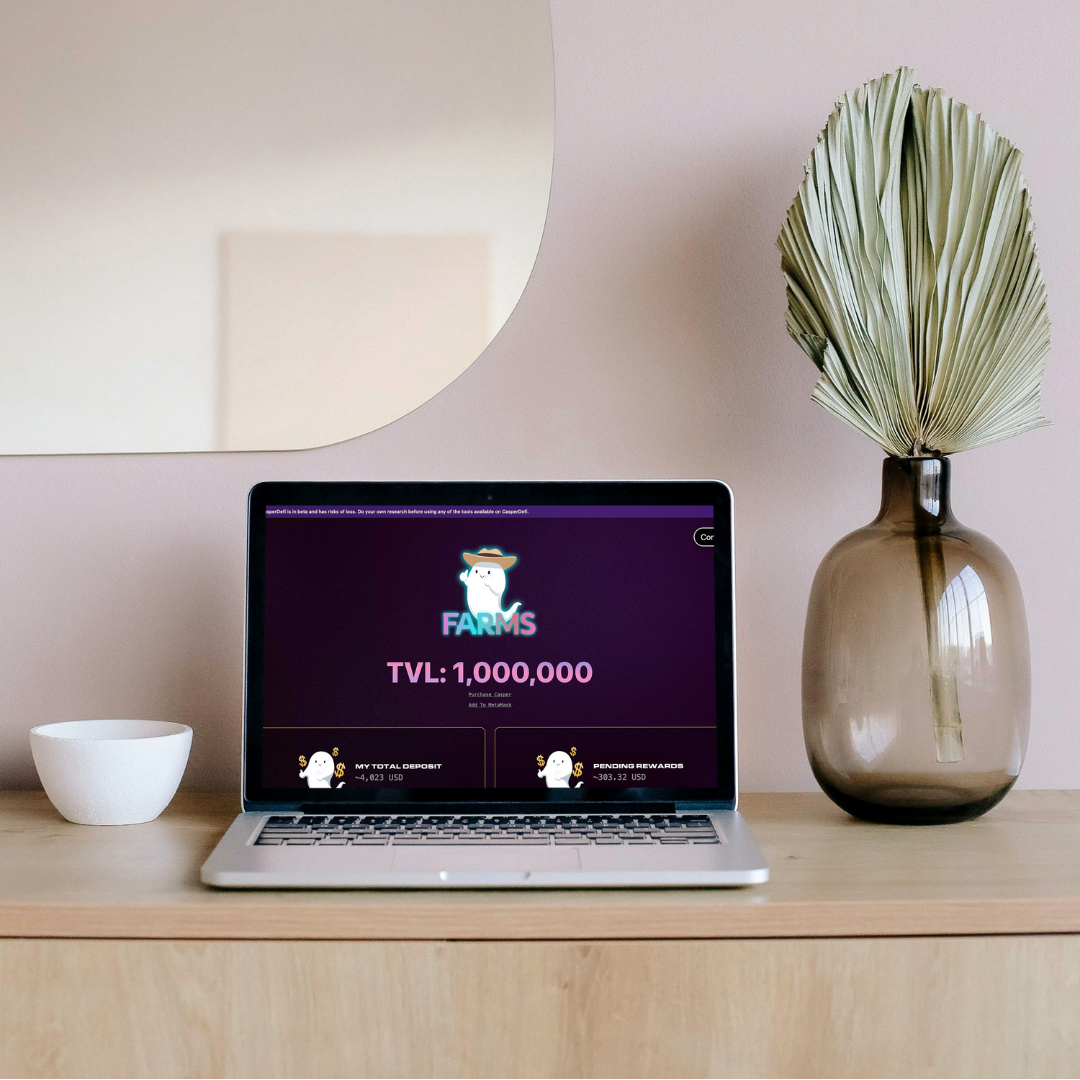 asperDefi is in beta and has risks of loss. Do your own research before using any of the tools available on CasperDefi.
Cor
FARMS
TVL: 1,000,000
Purchase Casper
Add To MetaMask
MY TOTAL DEPOSIT
~4,023 USD
PENDING REWARDS
~303.32 USD